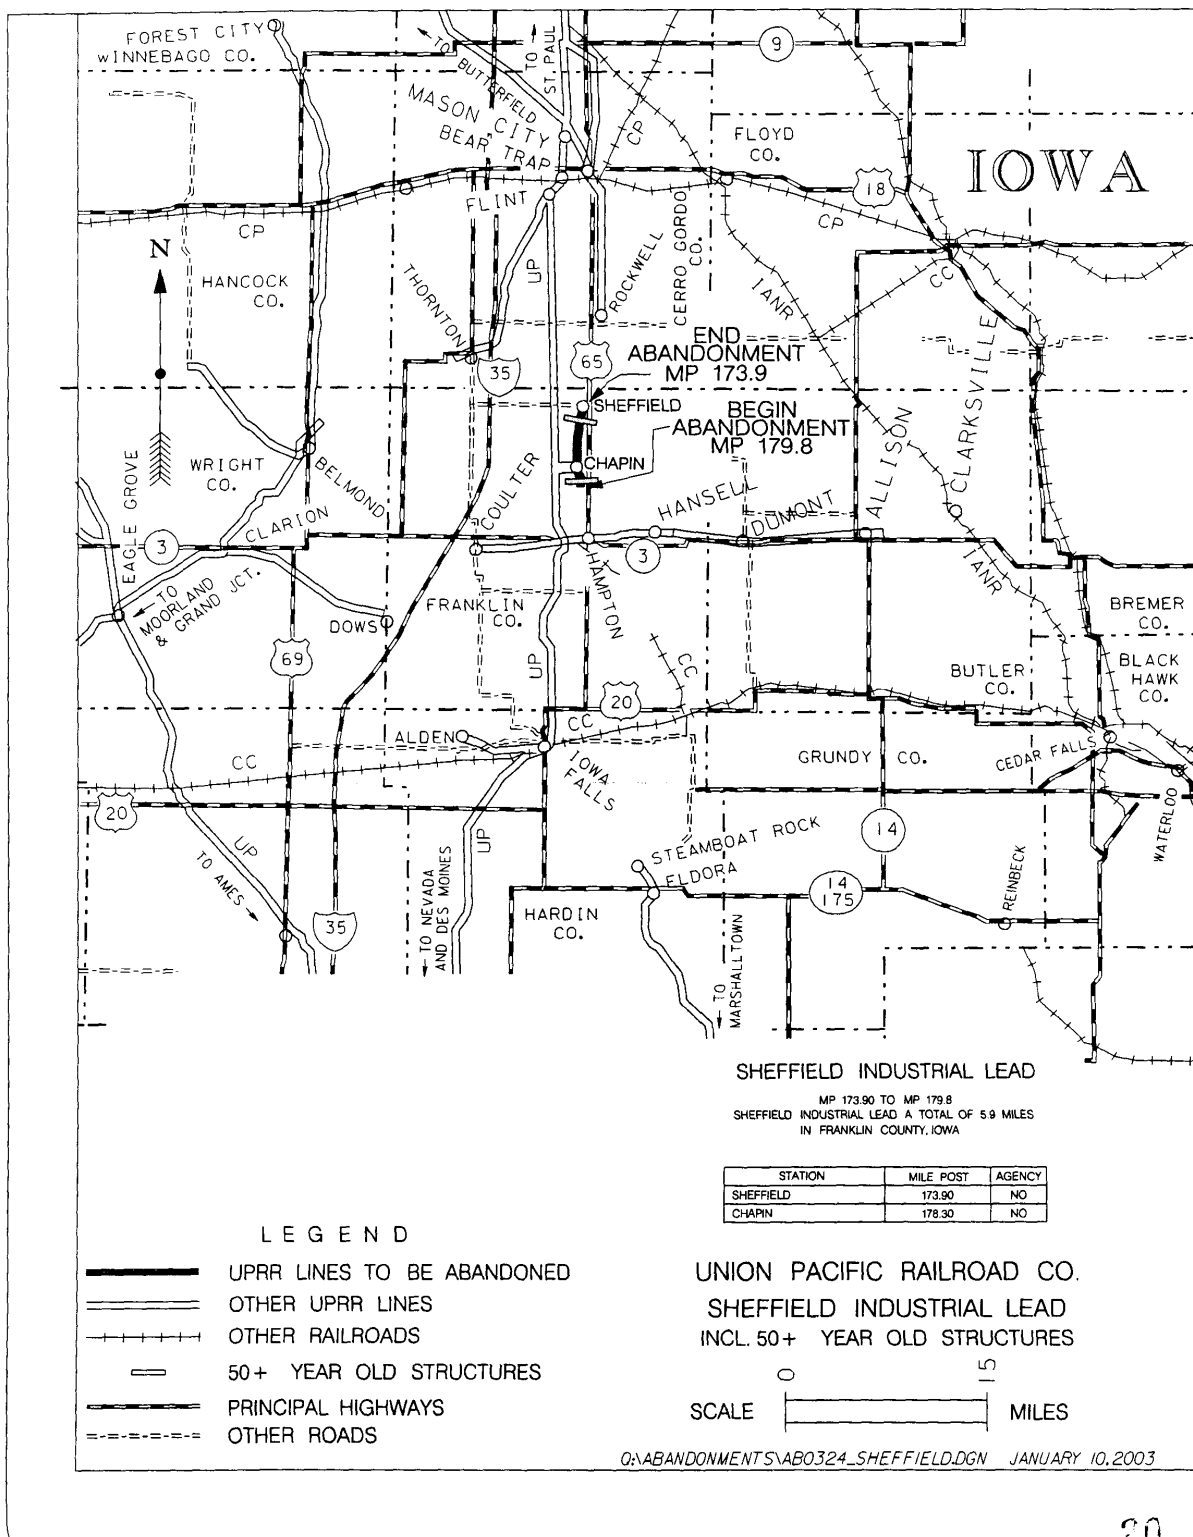 FOREST CITY
WINNEBAGO CO.
TO
BUTTERFIELD
TO
ST. PAUL
9
MASON CITY
BEAR TRAP
CP
FLOYD
CO.
IOWA
18
FLINT
CP
CP
N
HANCOCK
CO.
THORNTON
UP
ROCKWELL
CERRO GORDO
CO.
IANR
CC
END
ABANDONMENT
MP 173.9
35
65
SHEFFIELD
BEGIN
ABANDONMENT
MP 179.8
CHAPIN
CLARKSVILLE
ALLISON
WRIGHT
CO.
BELMOND
COULTER
HANSELL
DUMONT
EAGLE GROVE
CLARION
3
3
HAMPTON
IANR
TO
MOORLAND
& GRAND JCT.
DOWS
FRANKLIN
CO.
BREMER
CO.
69
UP
CC
BUTLER
CO.
BLACK
HAWK
CO.
20
CC
ALDEN
CC
IOWA
FALLS
GRUNDY CO.
CEDAR FALLS
20
UP
UP
TO AMES
STEAMBOAT ROCK
ELDORA
14
WATERLOO
14
175
REINBECK
35
TO NEVADA
AND DES MOINES
HARDIN
CO.
TO
MARSHALLTOWN
SHEFFIELD INDUSTRIAL LEAD
MP 173.90 TO MP 179.8
SHEFFIELD INDUSTRIAL LEAD A TOTAL OF 5.9 MILES
IN FRANKLIN COUNTY, IOWA
STATION MILE POST AGENCY
SHEFFIELD 173.90 NO
CHAPIN 178.30 NO
LEGEND
UPRR LINES TO BE ABANDONED
OTHER UPRR LINES
OTHER RAILROADS
50+ YEAR OLD STRUCTURES
PRINCIPAL HIGHWAYS
OTHER ROADS
UNION PACIFIC RAILROAD CO.
SHEFFIELD INDUSTRIAL LEAD
INCL. 50+ YEAR OLD STRUCTURES
0 15
SCALE MILES
Q:\ABANDONMENTS\AB0324_SHEFFIELD.DGN JANUARY 10, 2003